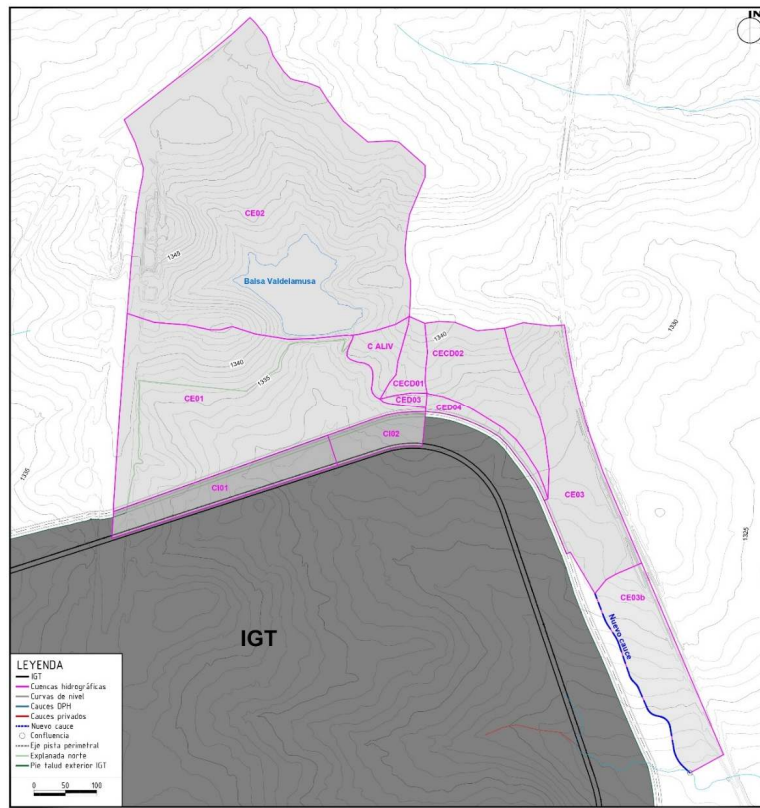 N
CE02
1345
Balsa Valdelamusa
1330
C ALIV
1340
CECD02
1340
1335
CECD01
CE01
CED03
CED04
CI02
1335
CI01
CE03
1325
CE03b
Nuevo cauce
IGT
LEYENDA
IGT
Cuencas hidrográficas
Curvas de nivel
Cauces DPH
Cauces privados
Nuevo cauce
Confluencia
Eje pista perimetral
Explanada norte
Pie talud exterior IGT
0 50 100